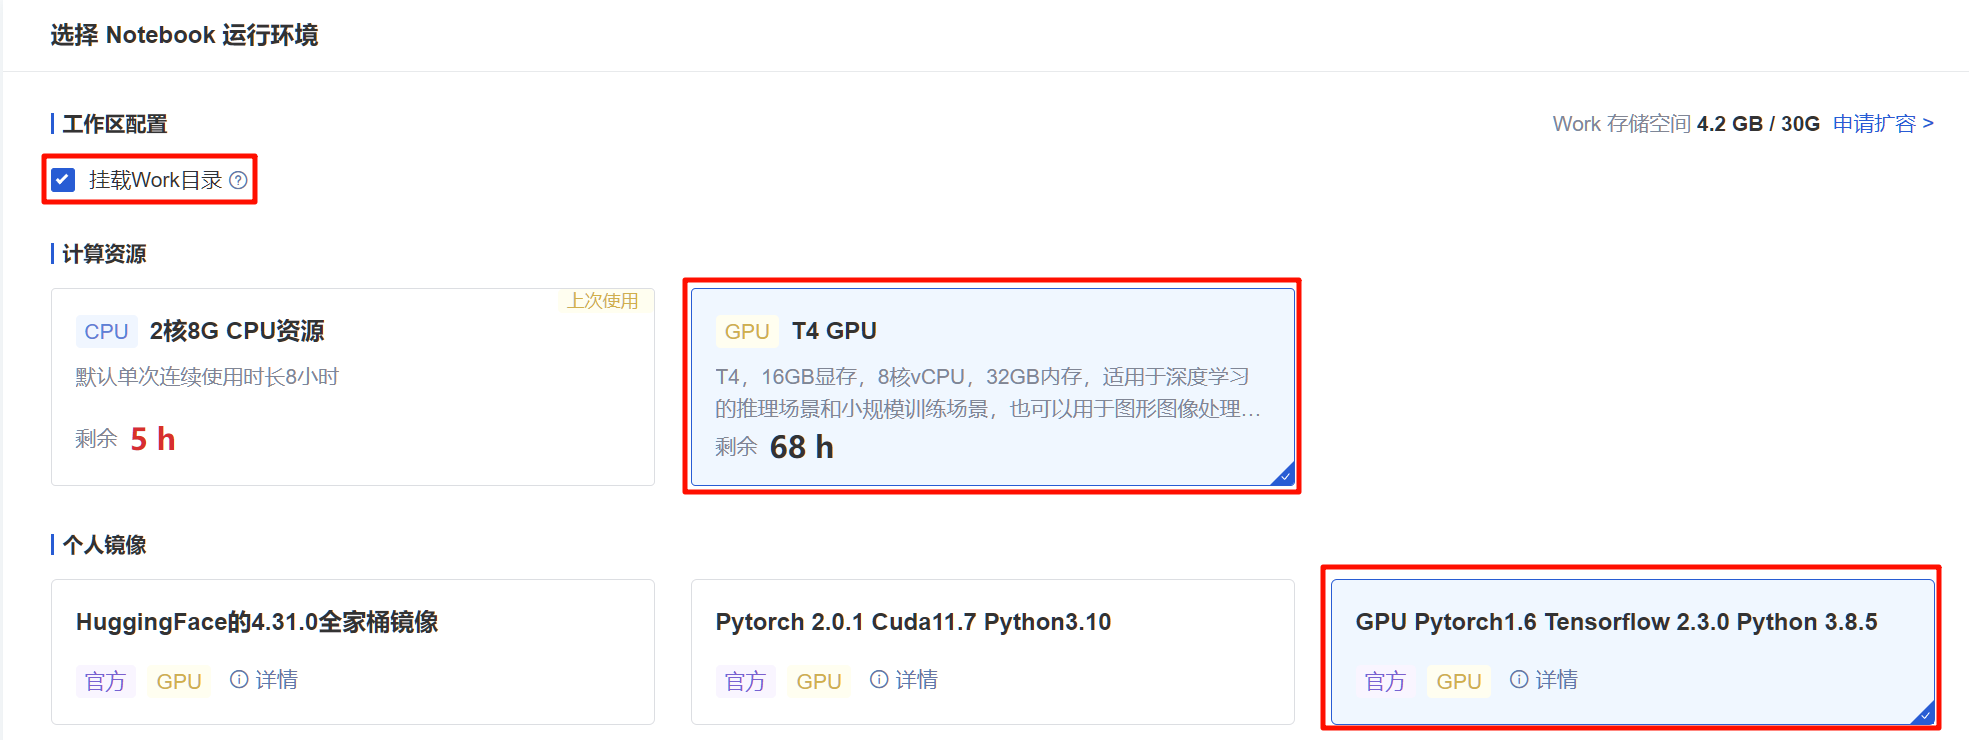 选择 Notebook 运行环境
工作区配置
Work 存储空间 4.2 GB / 30G 申请扩容 >
挂载Work目录
计算资源
上次使用
CPU 2核8G CPU资源
默认单次连续使用时长8小时
剩余 5 h
GPU T4 GPU
T4，16GB显存，8核vCPU，32GB内存，适用于深度学习
的推理场景和小规模训练场景，也可以用于图形图像处理...
剩余 68 h
个人镜像
HuggingFace的4.31.0全家桶镜像
官方 GPU 详情
Pytorch 2.0.1 Cuda11.7 Python3.10
官方 GPU 详情
GPU Pytorch1.6 Tensorflow 2.3.0 Python 3.8.5
官方 GPU 详情